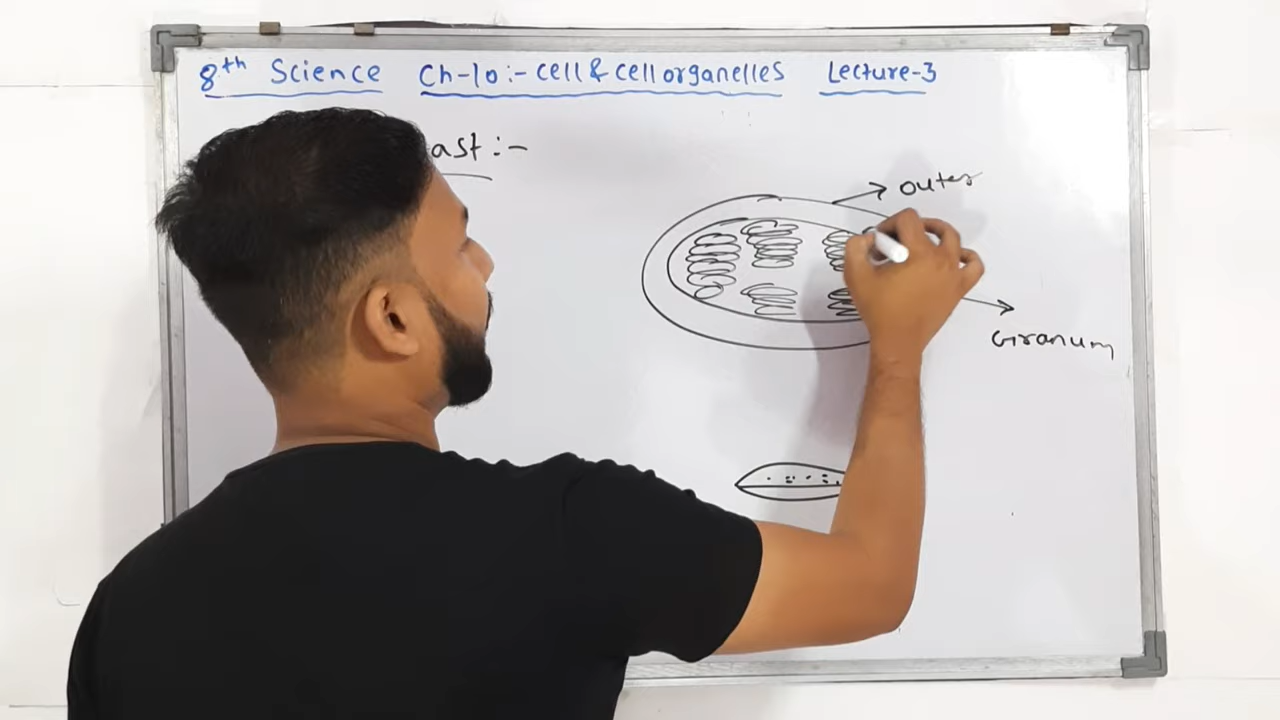 8th Science Ch-10:- cell & cell organelles Lecture-3
ast:-
outer
Granum